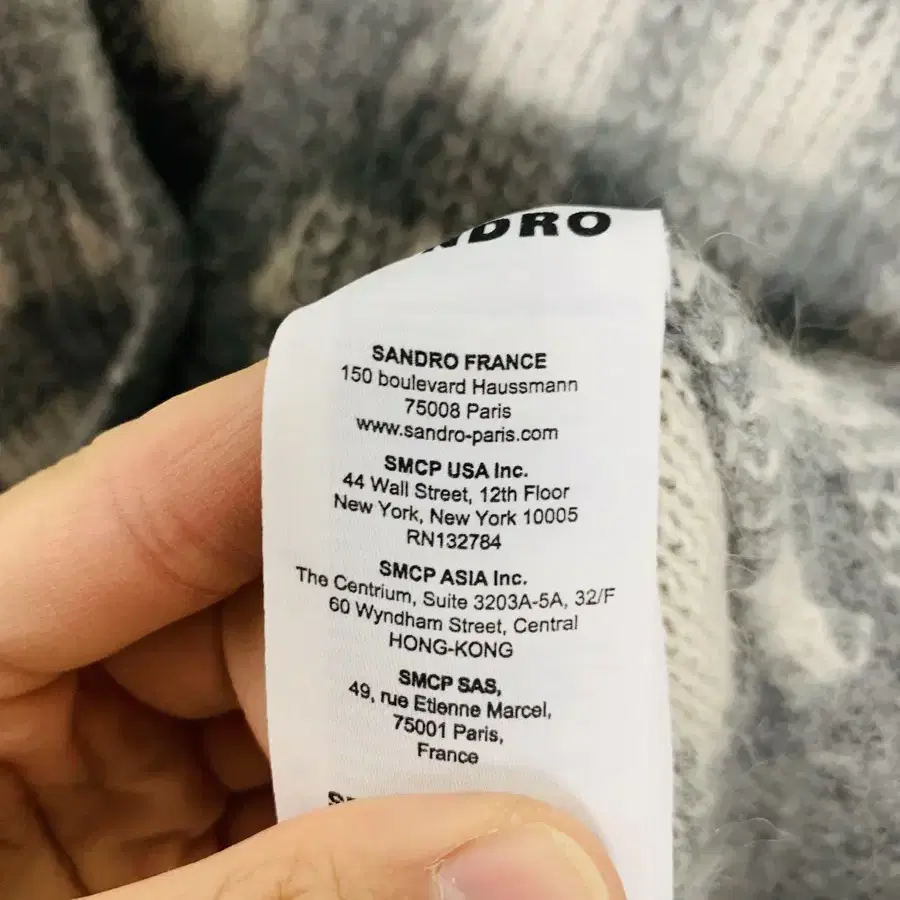 SANDRO FRANCE
150 boulevard Haussmann
75008 Paris
www.sandro-paris.com
SMCP USA Inc.
44 Wall Street, 12th Floor
New York, New York 10005
RN132784
SMCP ASIA Inc.
The Centrium, Suite 3203A-5A, 32/F
60 Wyndham Street, Central
HONG-KONG
SMCP SAS,
49, rue Etienne Marcel,
75001 Paris,
France